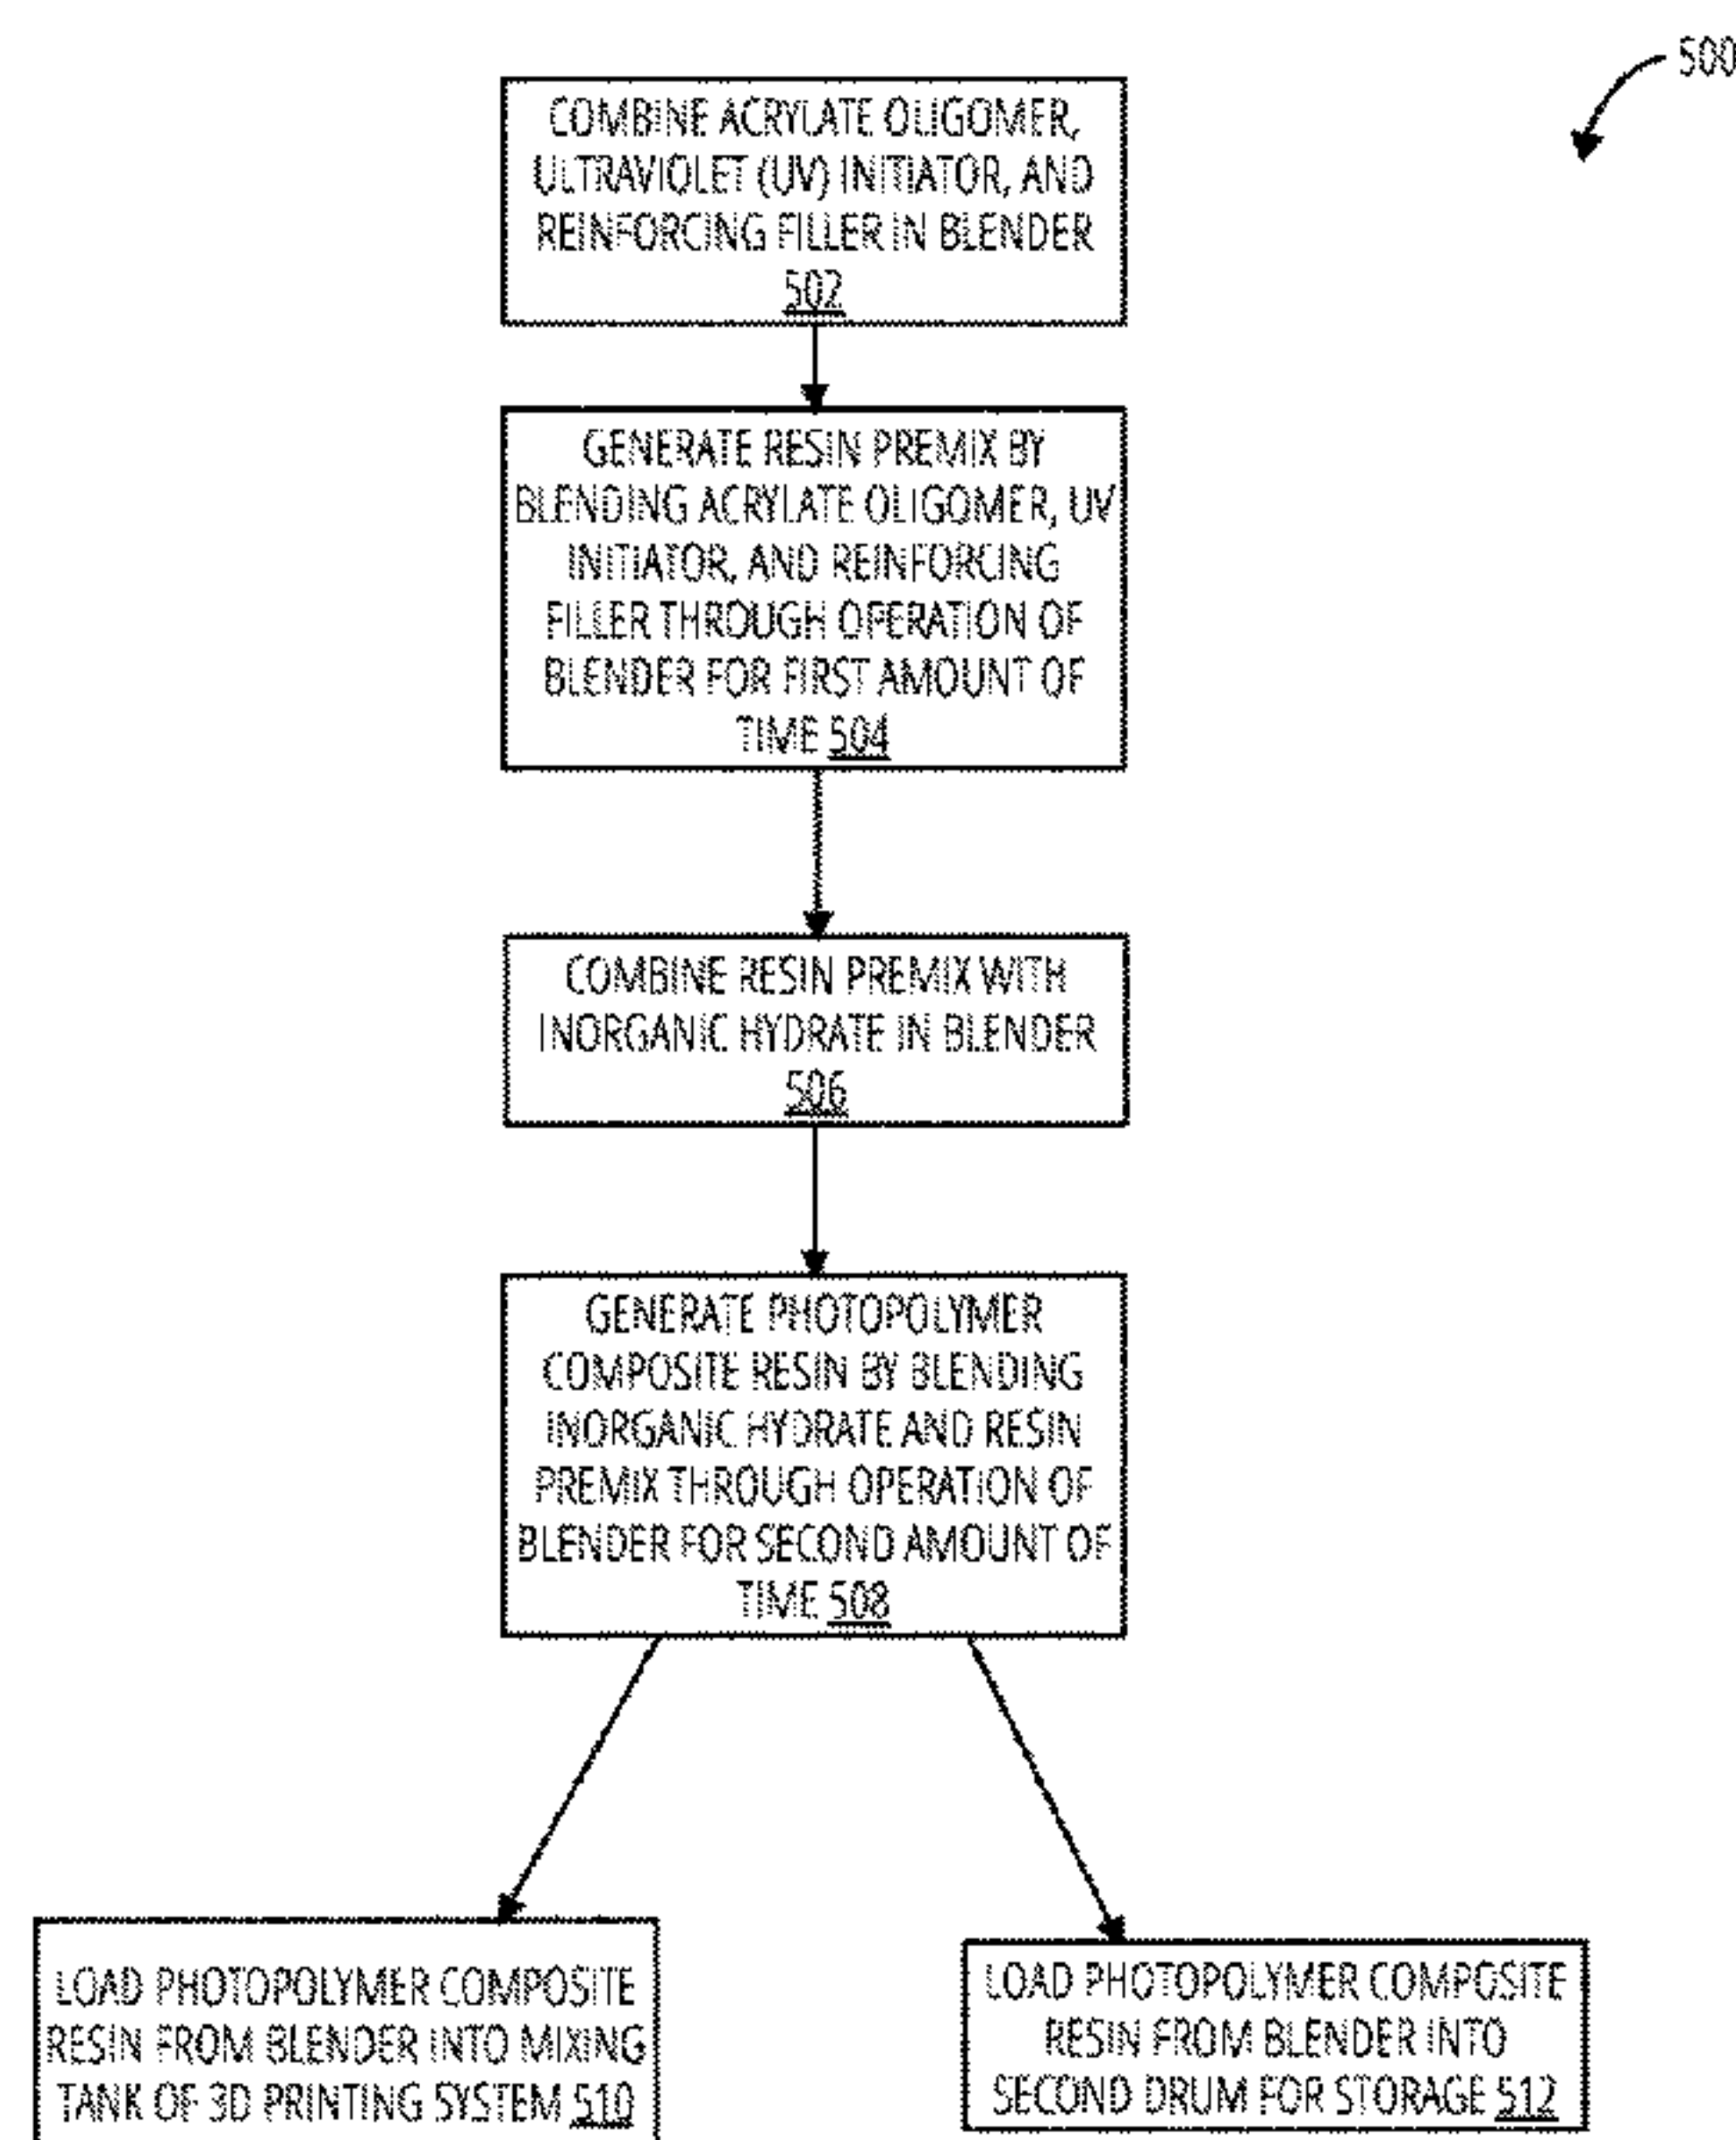 500
COMBINE ACRYLATE OLIGOMER,
ULTRAVIOLET (UV) INITIATOR, AND
REINFORCING FILLER IN BLENDER
502
GENERATE RESIN PREMIX BY
BLENDING ACRYLATE OLIGOMER, UV
INITIATOR, AND REINFORCING
FILLER THROUGH OPERATION OF
BLENDER FOR FIRST AMOUNT OF
TIME 504
COMBINE RESIN PREMIX WITH
INORGANIC HYDRATE IN BLENDER
506
GENERATE PHOTOPOLYMER
COMPOSITE RESIN BY BLENDING
INORGANIC HYDRATE AND RESIN
PREMIX THROUGH OPERATION OF
BLENDER FOR SECOND AMOUNT OF
TIME 508
LOAD PHOTOPOLYMER COMPOSITE
RESIN FROM BLENDER INTO MIXING
TANK OF 3D PRINTING SYSTEM 510
LOAD PHOTOPOLYMER COMPOSITE
RESIN FROM BLENDER INTO
SECOND DRUM FOR STORAGE 512